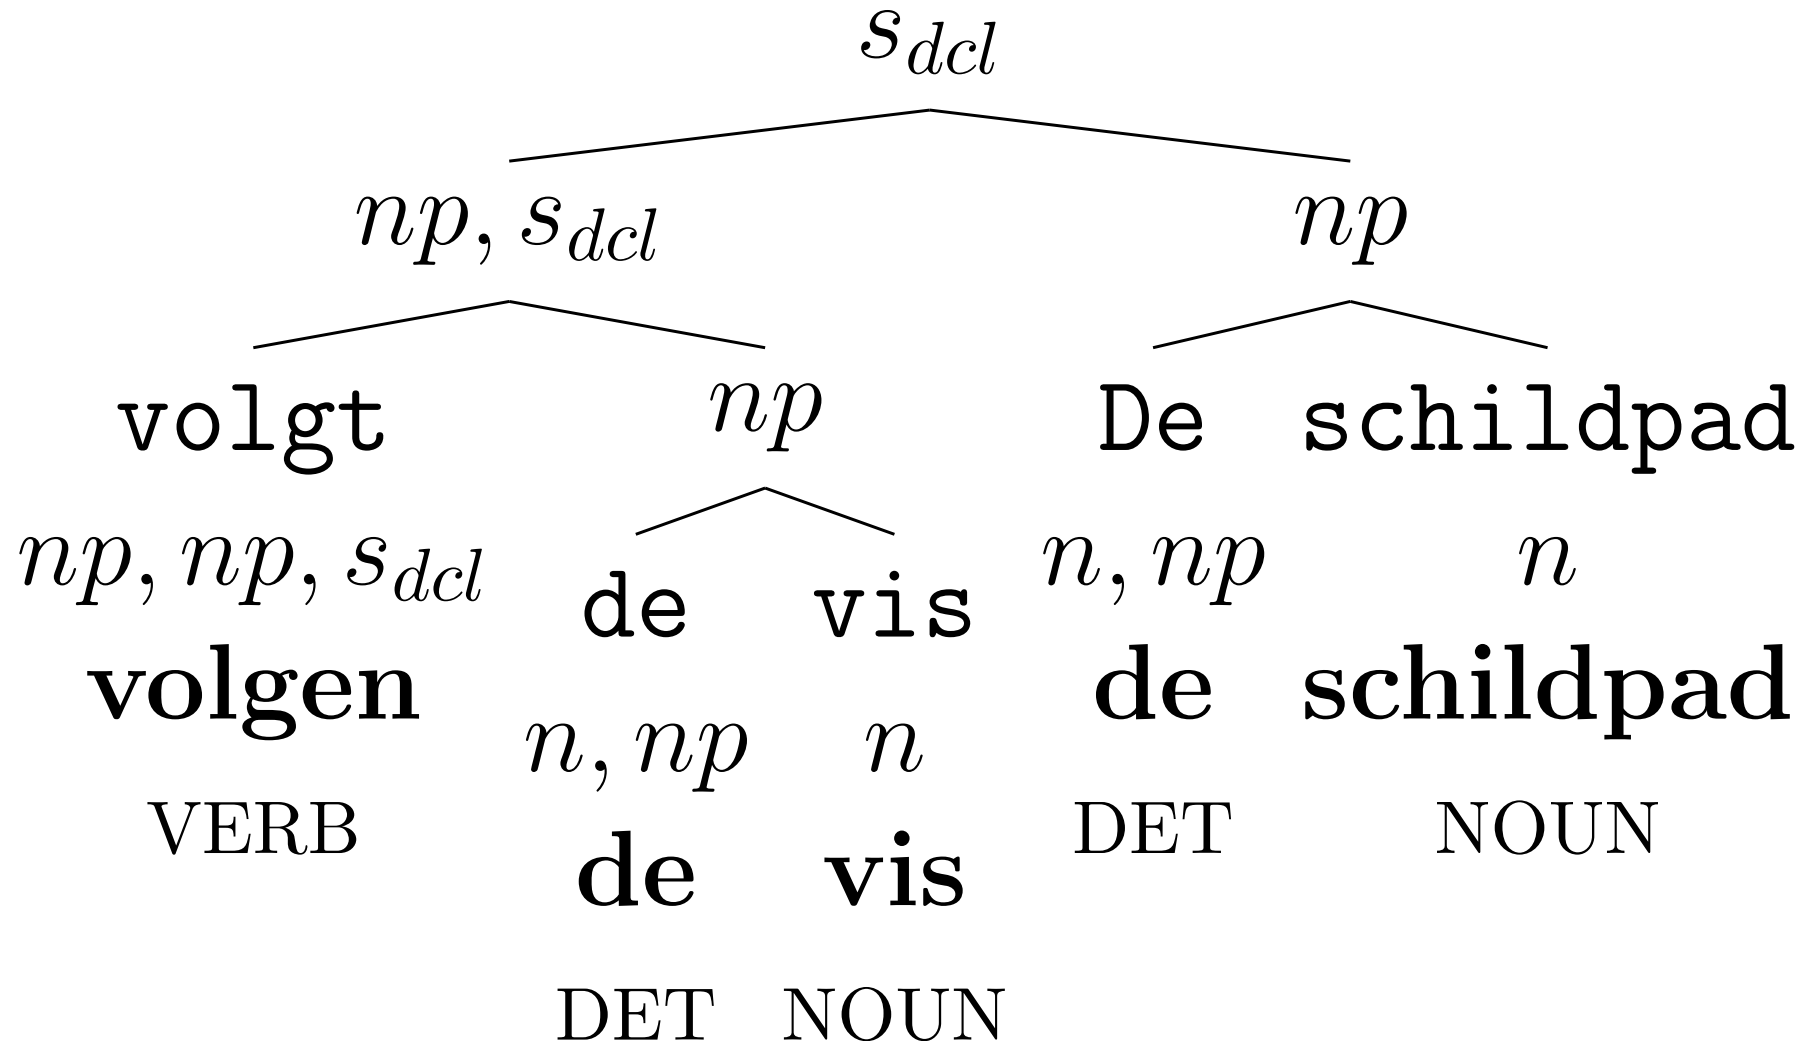 s_dcl
np, s_dcl np
volgt np De schildpad
np, np, s_dcl n, np n
de vis
volgen de schildpad
n, np n
VERB DET NOUN
de vis
DET NOUN